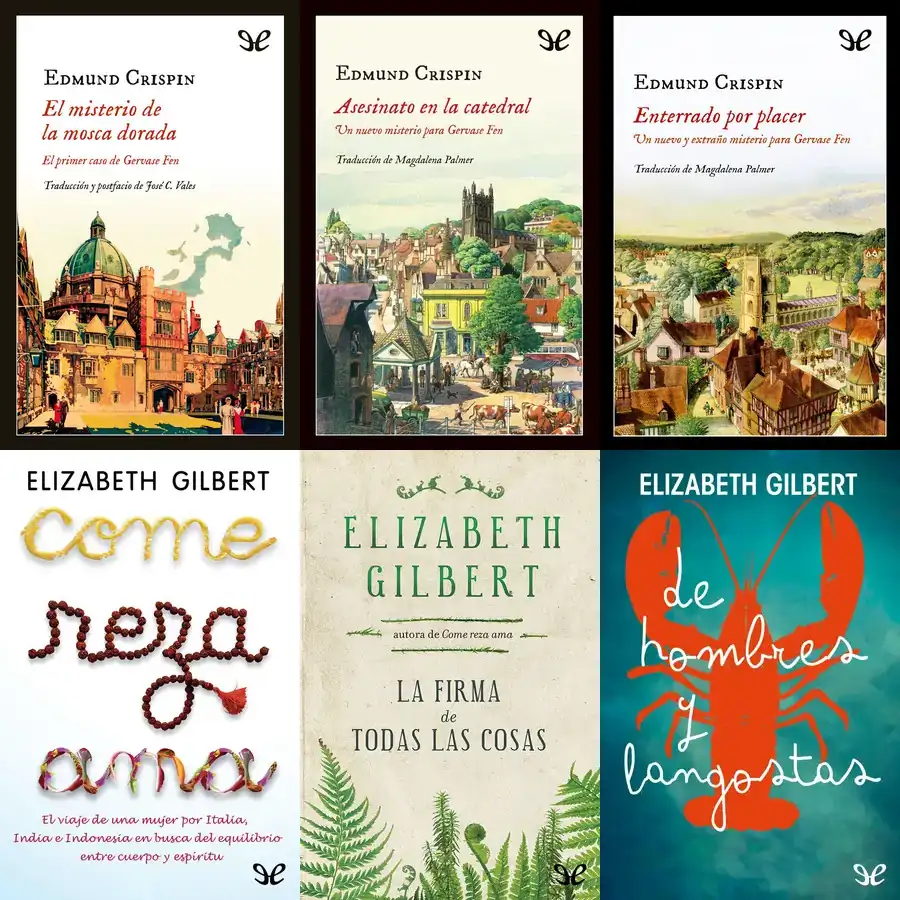 EDMUND CRISPIN
El misterio de
la mosca dorada
El primer caso de Gervase Fen
Traducción y postfacio de José C. Vales
EDMUND CRISPIN
Asesinato en la catedral
Un nuevo misterio para Gervase Fen
Traducción de Magdalena Palmer
EDMUND CRISPIN
Enterrado por placer
Un nuevo y extraño misterio para Gervase Fen
Traducción de Magdalena Palmer
ELIZABETH GILBERT
come
reza
ama
El viaje de una mujer por Italia,
India e Indonesia en busca del equilibrio
entre cuerpo y espíritu
ELIZABETH
GILBERT
autora de Come reza ama
LA FIRMA
de
TODAS LAS COSAS
ELIZABETH GILBERT
de
hombres
y
langostas